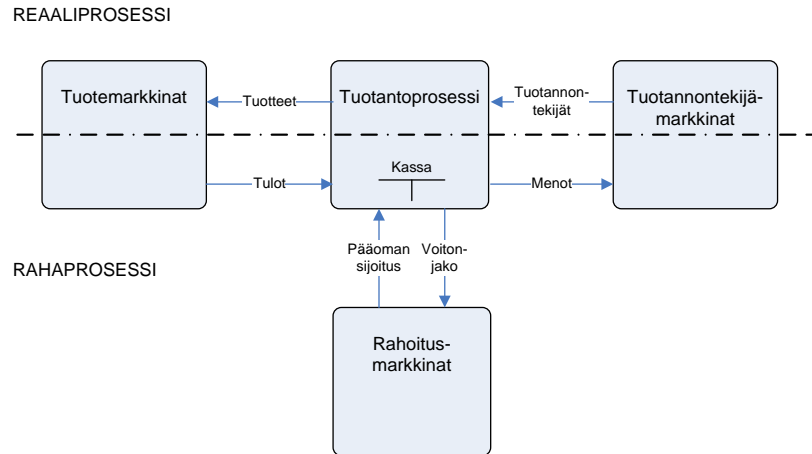 REAALIPROSESSI
Tuotemarkkinat
Tuotteet
Tuotantoprosessi
Tuotannon-
tekijät
Tuotannontekijä-
markkinat
Tulot
Kassa
Menot
Pääoman
sijoitus
Voiton-
jako
RAHAPROSESSI
Rahoitus-
markkinat